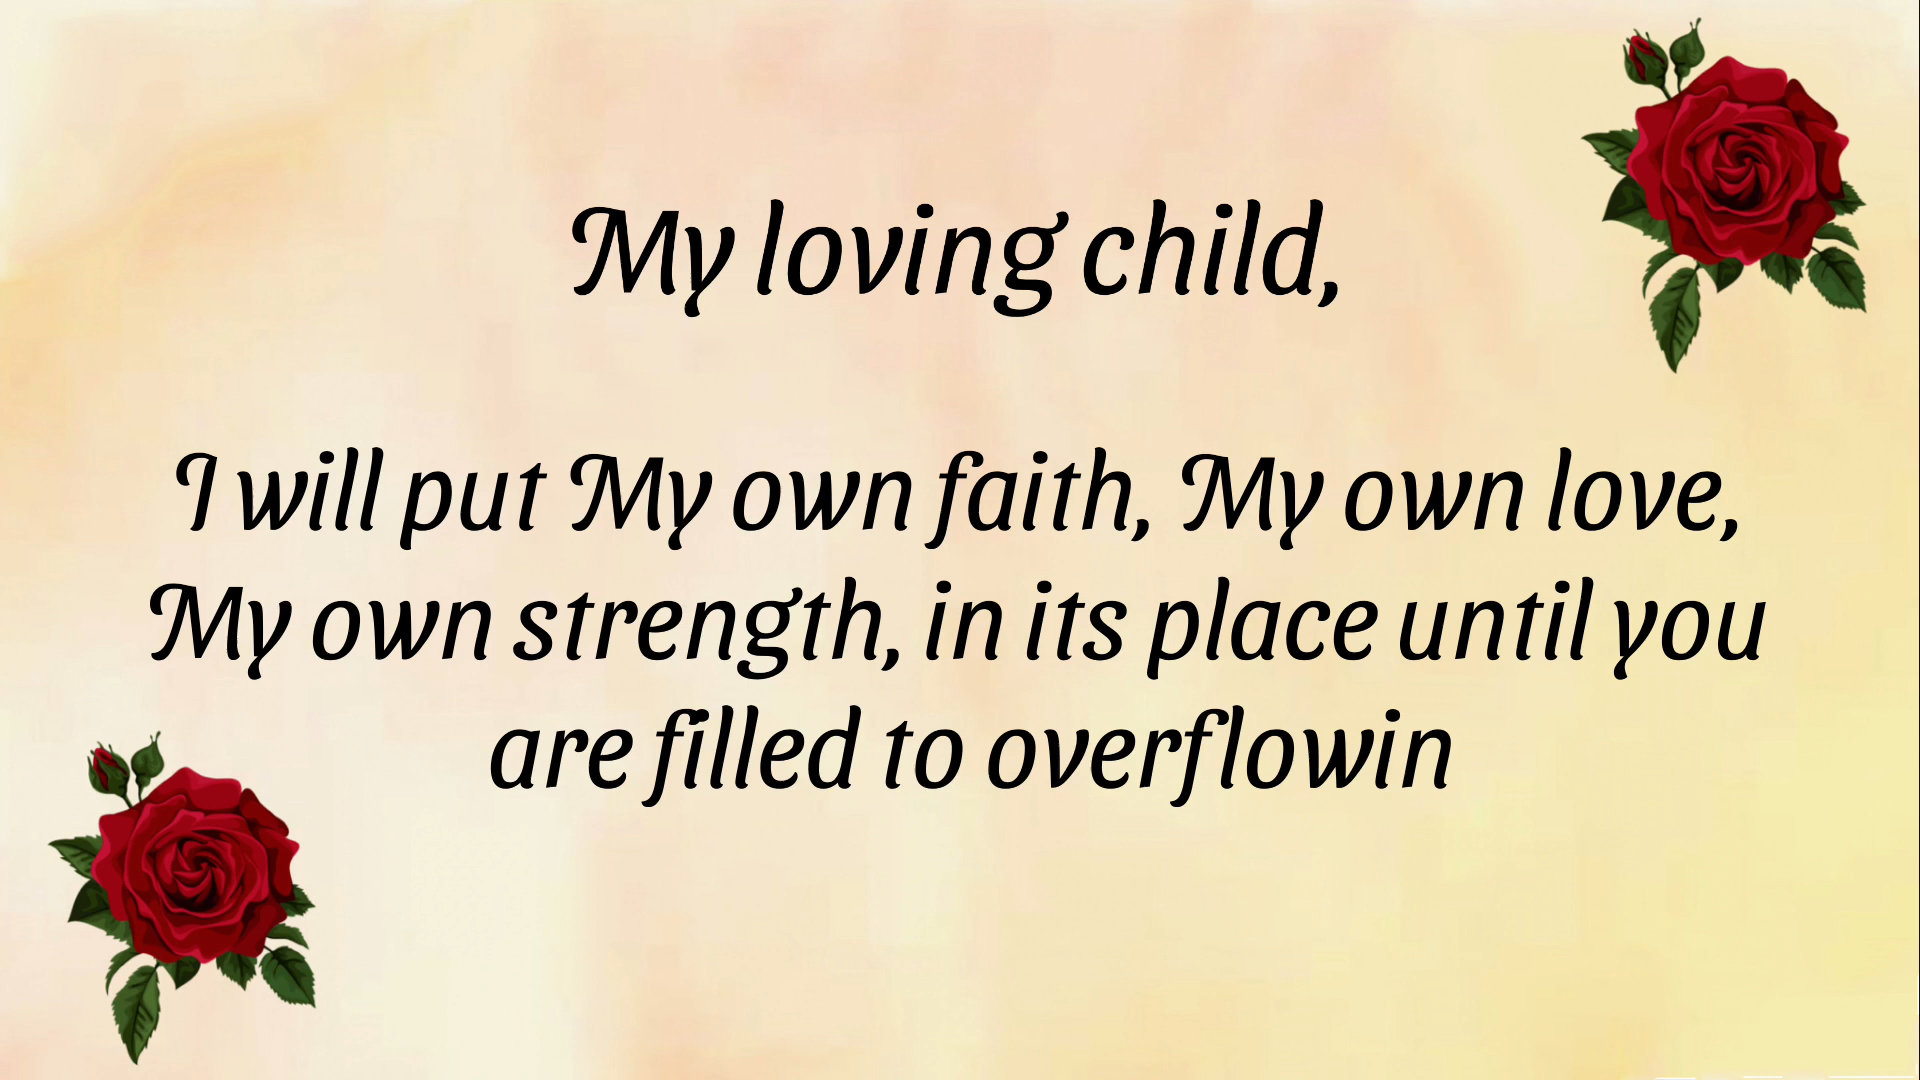 My loving child,
I will put My own faith, My own love,
My own strength, in its place until you
are filled to overflowin